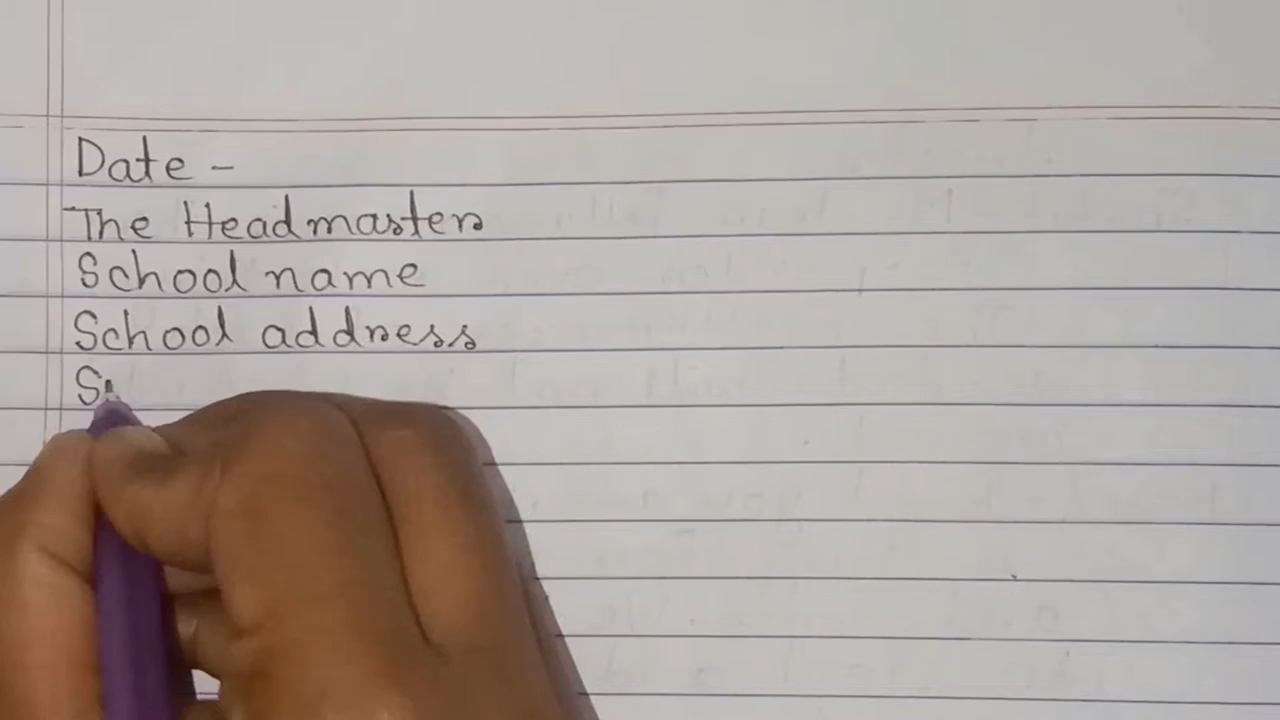 Date -
The Headmaster
School name
School address
S